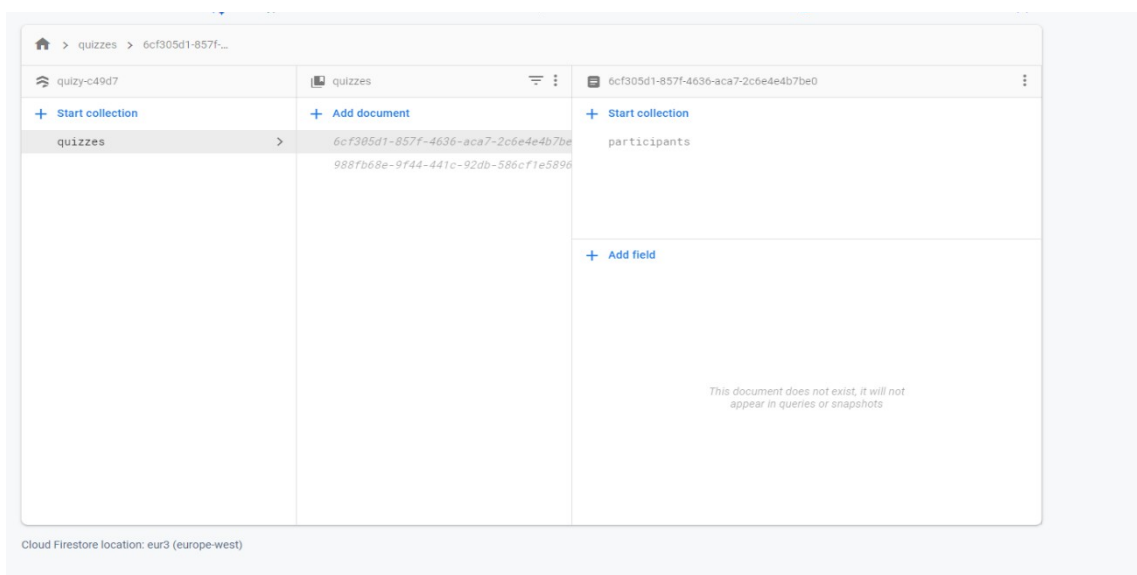 > quizzes > 6cf305d1-857f-...
quizy-c49d7
quizzes
6cf305d1-857f-4636-aca7-2c6e4e4b7be0
+ Start collection
+ Add document
+ Start collection
quizzes >
6cf305d1-857f-4636-aca7-2c6e4e4b7be
participants
988fb68e-9f44-441c-92db-586cf1e5896
+ Add field
This document does not exist, it will not
appear in queries or snapshots
Cloud Firestore location: eur3 (europe-west)